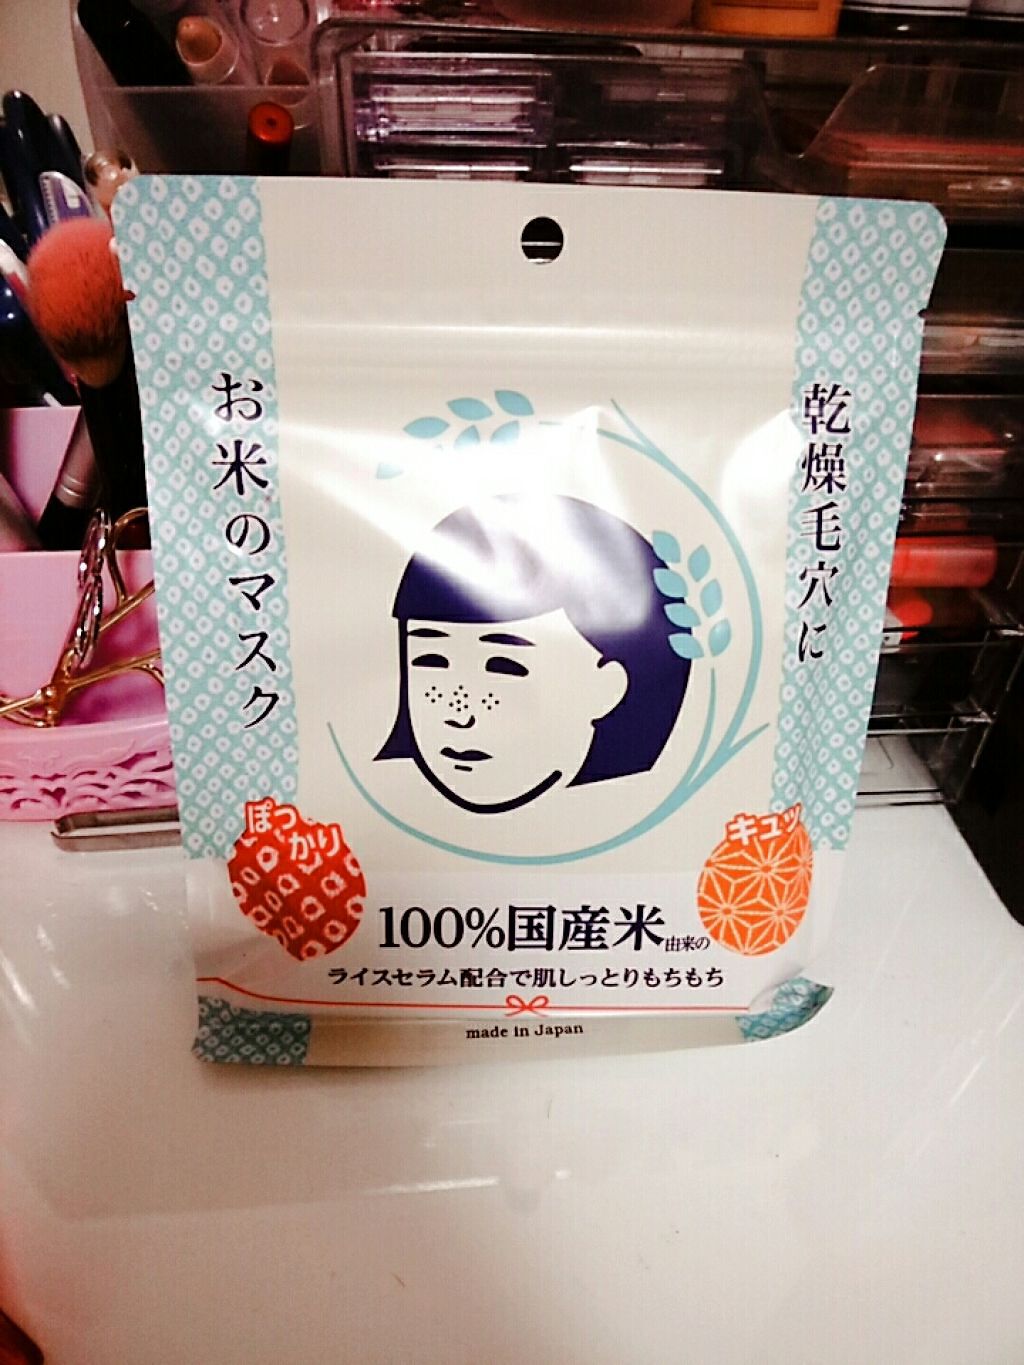 乾燥毛穴に
お米のマスク
ぽっ
かり
キュッ
100%国産米由来の
ライスセラム配合で肌しっとりもちもち
made in Japan